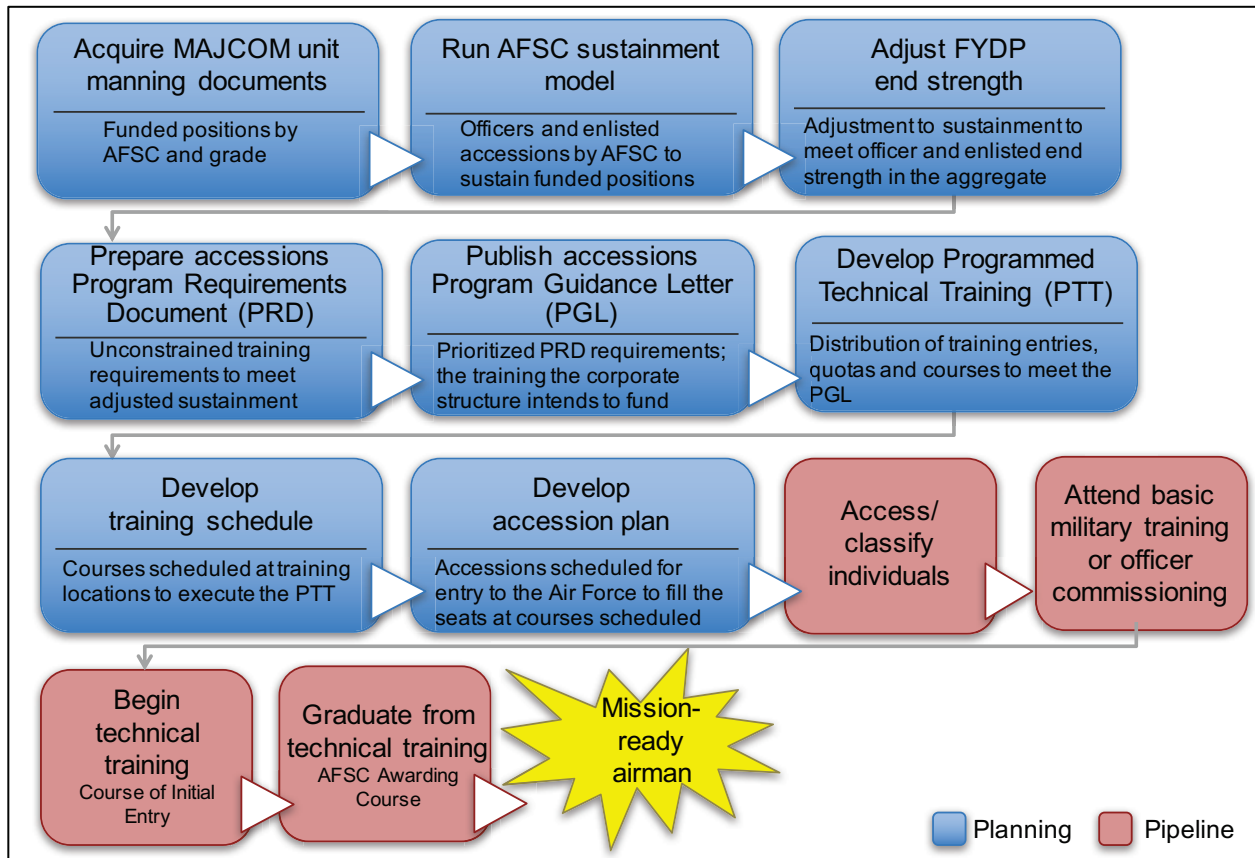 Acquire MAJCOM unit
manning documents
Funded positions by
AFSC and grade
Run AFSC sustainment
model
Officers and enlisted
accessions by AFSC to
sustain funded positions
Adjust FYDP
end strength
Adjustment to sustainment to
meet officer and enlisted end
strength in the aggregate
Prepare accessions
Program Requirements
Document (PRD)
Unconstrained training
requirements to meet
adjusted sustainment
Publish accessions
Program Guidance Letter
(PGL)
Prioritized PRD requirements;
the training the corporate
structure intends to fund
Develop Programmed
Technical Training (PTT)
Distribution of training entries,
quotas and courses to meet the
PGL
Develop
training schedule
Courses scheduled at training
locations to execute the PTT
Develop
accession plan
Accessions scheduled for
entry to the Air Force to fill the
seats at courses scheduled
Access/
classify
individuals
Attend basic
military training
or officer
commissioning
Begin
technical
training
Course of Initial
Entry
Graduate from
technical training
AFSC Awarding
Course
Mission-
ready
airman
Planning
Pipeline